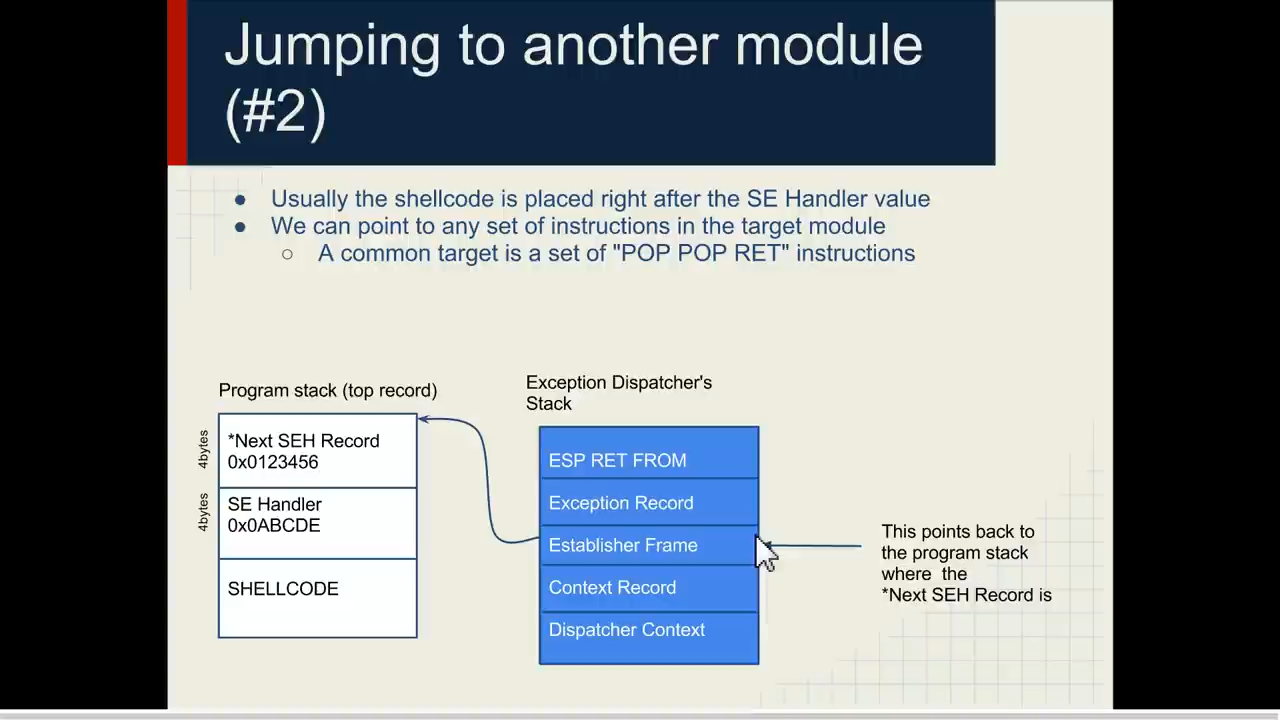 Jumping to another module
(#2)
● Usually the shellcode is placed right after the SE Handler value
● We can point to any set of instructions in the target module
○ A common target is a set of "POP POP RET" instructions
Program stack (top record)
4bytes
*Next SEH Record
0x0123456
4bytes
SE Handler
0x0ABCDE
SHELLCODE
Exception Dispatcher's
Stack
ESP RET FROM
Exception Record
Establisher Frame
Context Record
Dispatcher Context
This points back to
the program stack
where the
*Next SEH Record is